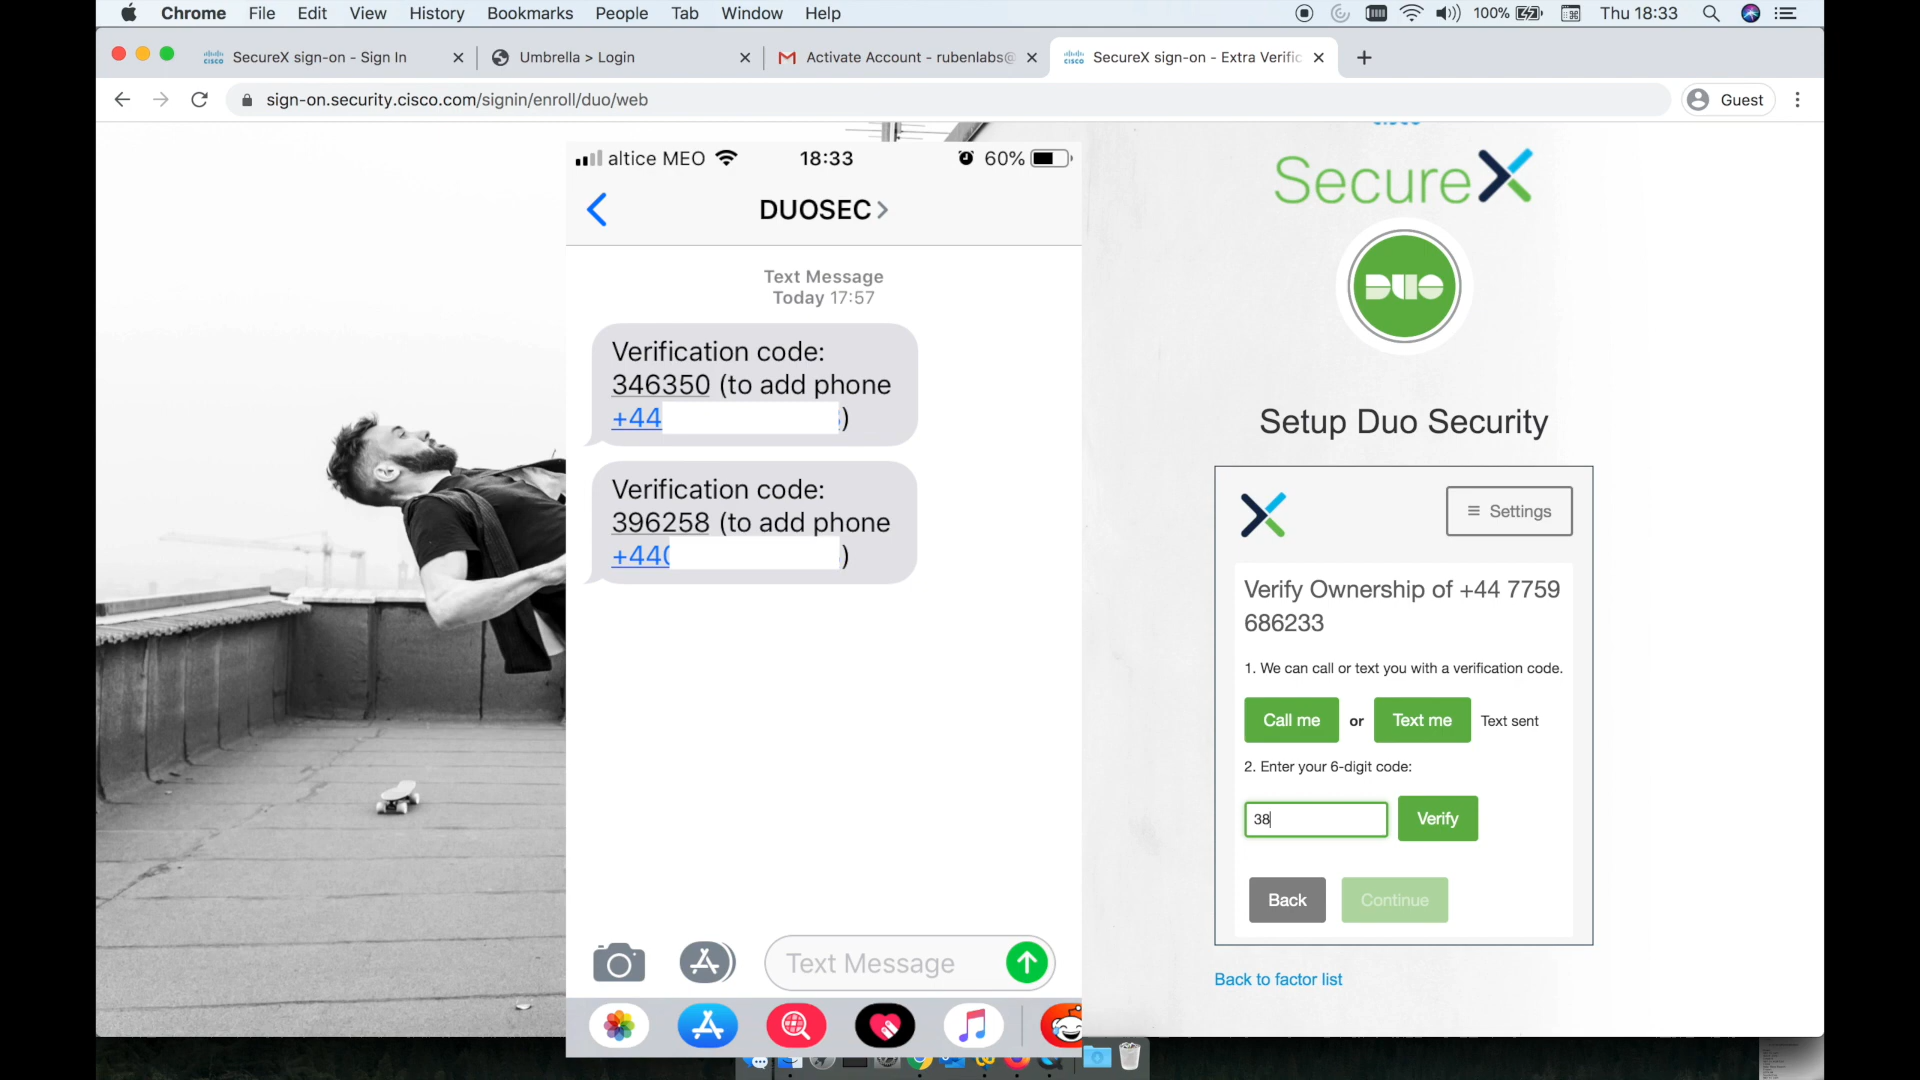 Chrome File Edit View History Bookmarks People Tab Window Help 100% Thu 18:33
SecureX sign-on - Sign In
Umbrella > Login
Activate Account - rubenlabs@
SecureX sign-on - Extra Verific
sign-on.security.cisco.com/signin/enroll/duo/web
Guest
altice MEO 18:33 60%
DUOSEC
Text Message
Today 17:57
Verification code:
346350 (to add phone
+44 )
Verification code:
396258 (to add phone
+440 )
Text Message
SecureX
DUO
Setup Duo Security
Settings
Verify Ownership of +44 7759
686233
1. We can call or text you with a verification code.
Call me or Text me Text sent
2. Enter your 6-digit code:
38 Verify
Back Continue
Back to factor list